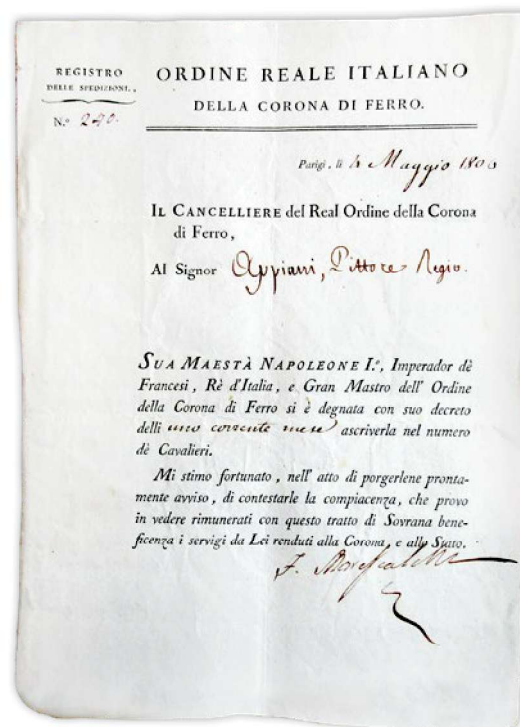 REGISTRO
DELLE SPEDIZIONI.
N.º 240.
ORDINE REALE ITALIANO
DELLA CORONA DI FERRO.
Parigi, li 4 Maggio
IL CANCELLIERE del Real Ordine della Corona
di Ferro,
Al Signor Appiani, Pittore Regio.
SUA MAESTÀ NAPOLEONE I.º, Imperador dè
Francesi, Rè d'Italia, e Gran Mastro dell' Ordine
della Corona di Ferro si è degnata con suo decreto
delli uno corrente mese ascriverla nel numero
dè Cavalieri.
Mi stimo fortunato, nell' atto di porgerlene pronta-
mente avviso, di contestarle la compiacenza, che provo
in vedere rimunerati con questo tratto di Sovrana bene-
ficenza i servigi da Lei renduti alla Corona, e allo Stato.
F. Marescalchi